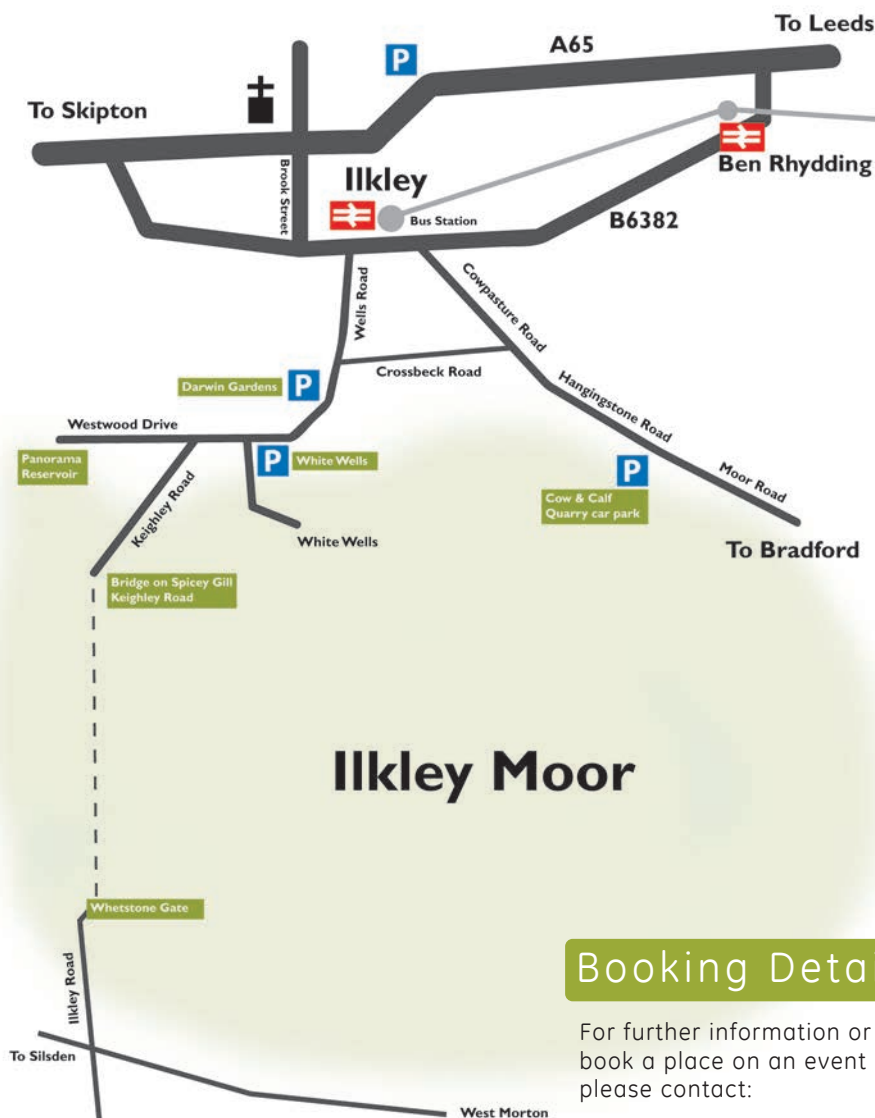 To Leeds
A65
P
To Skipton
Brook Street
Ilkley
Bus Station
Ben Rhydding
B6382
Wells Road
Cowpasture Road
Crossbeck Road
Darwin Gardens
P
Hangingstone Road
Westwood Drive
Panorama
Reservoir
P
White Wells
P
Moor Road
Keighley Road
Cow & Calf
Quarry car park
White Wells
To Bradford
Bridge on Spicey Gill
Keighley Road
Ilkley Moor
Whetstone Gate
Ilkley Road
Booking Deta
For further information or
book a place on an event
please contact:
To Silsden
West Morton